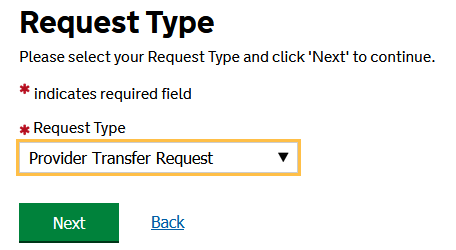 Request Type
Please select your Request Type and click 'Next' to continue.
* indicates required field
* Request Type
Provider Transfer Request
Next Back